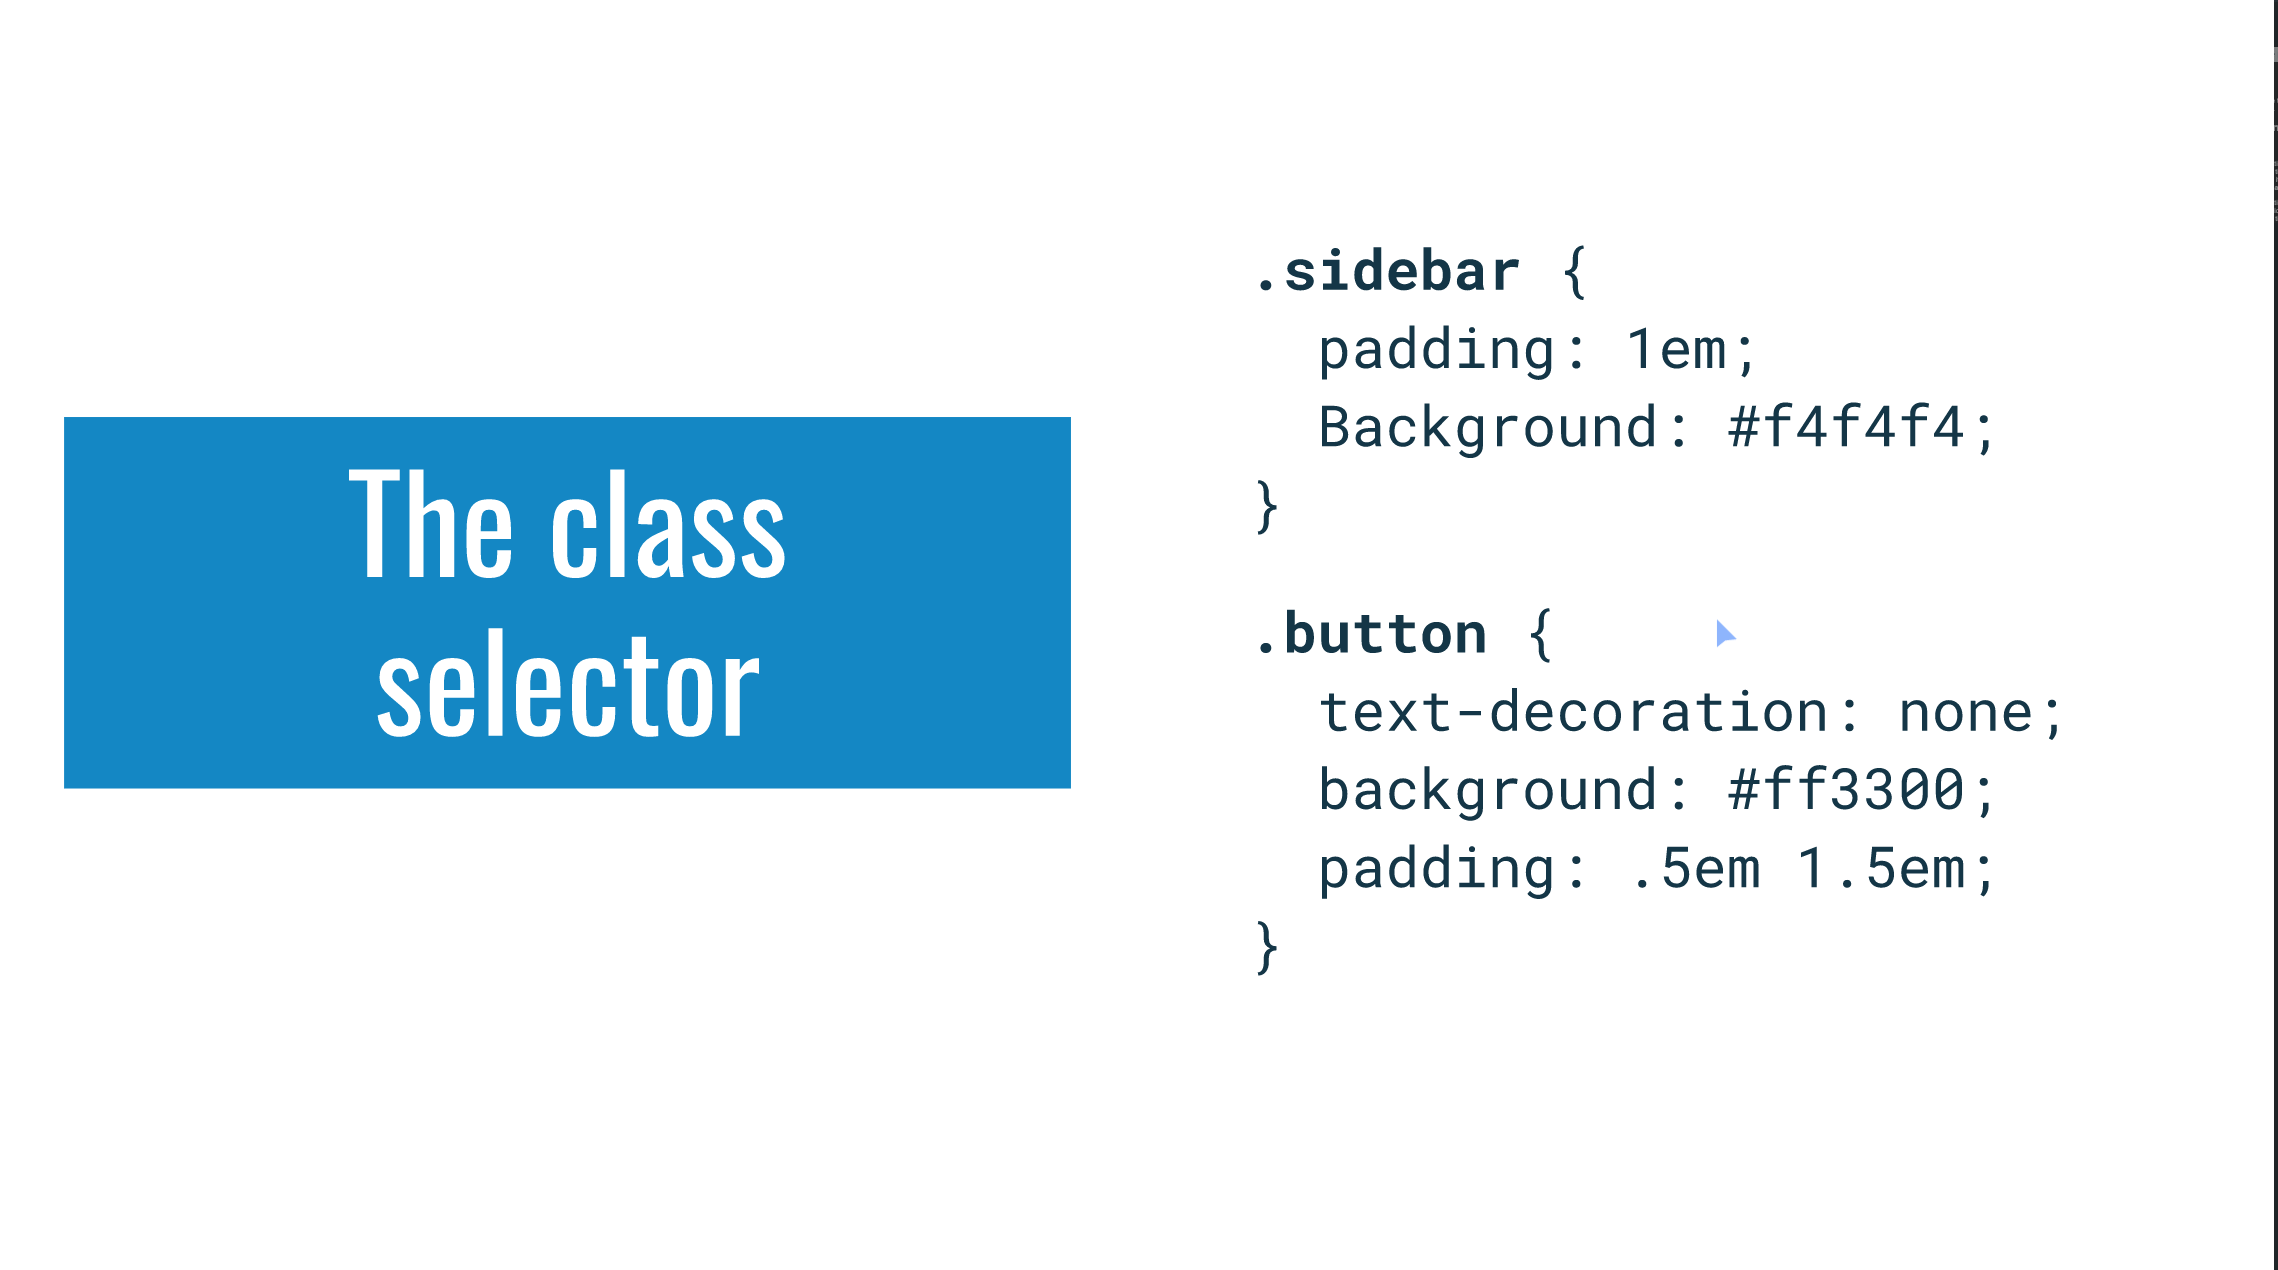 The class
selector
.sidebar {
  padding: 1em;
  Background: #f4f4f4;
}
.button {
  text-decoration: none;
  background: #ff3300;
  padding: .5em 1.5em;
}